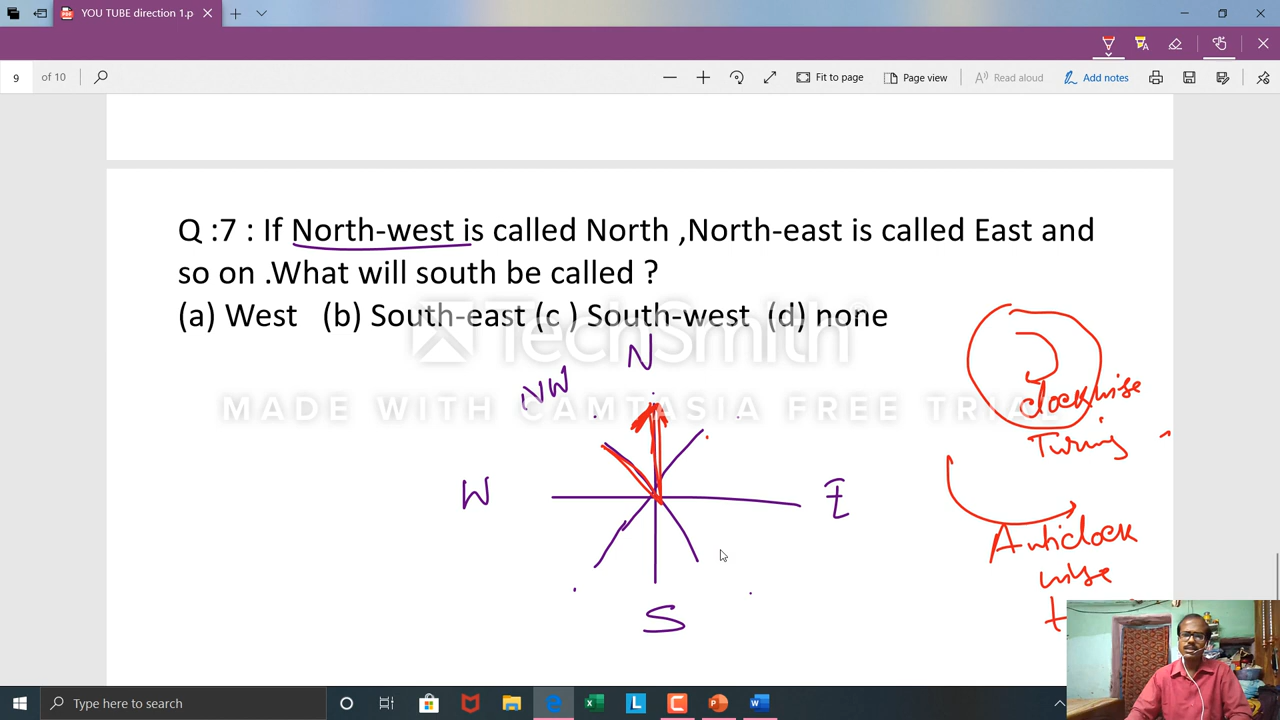 YOU TUBE direction 1.p
9 of 10
Fit to page
Page view
Read aloud
Add notes
Q :7 : If North-west is called North ,North-east is called East and
so on .What will south be called ?
(a) West (b) South-east (c ) South-west (d) none
TechSmith
MADE WITH CAMTASIA FREE TRIAL
N
NW
W
E
S
clockwise
Turing
Anticlock
wise
t
Type here to search